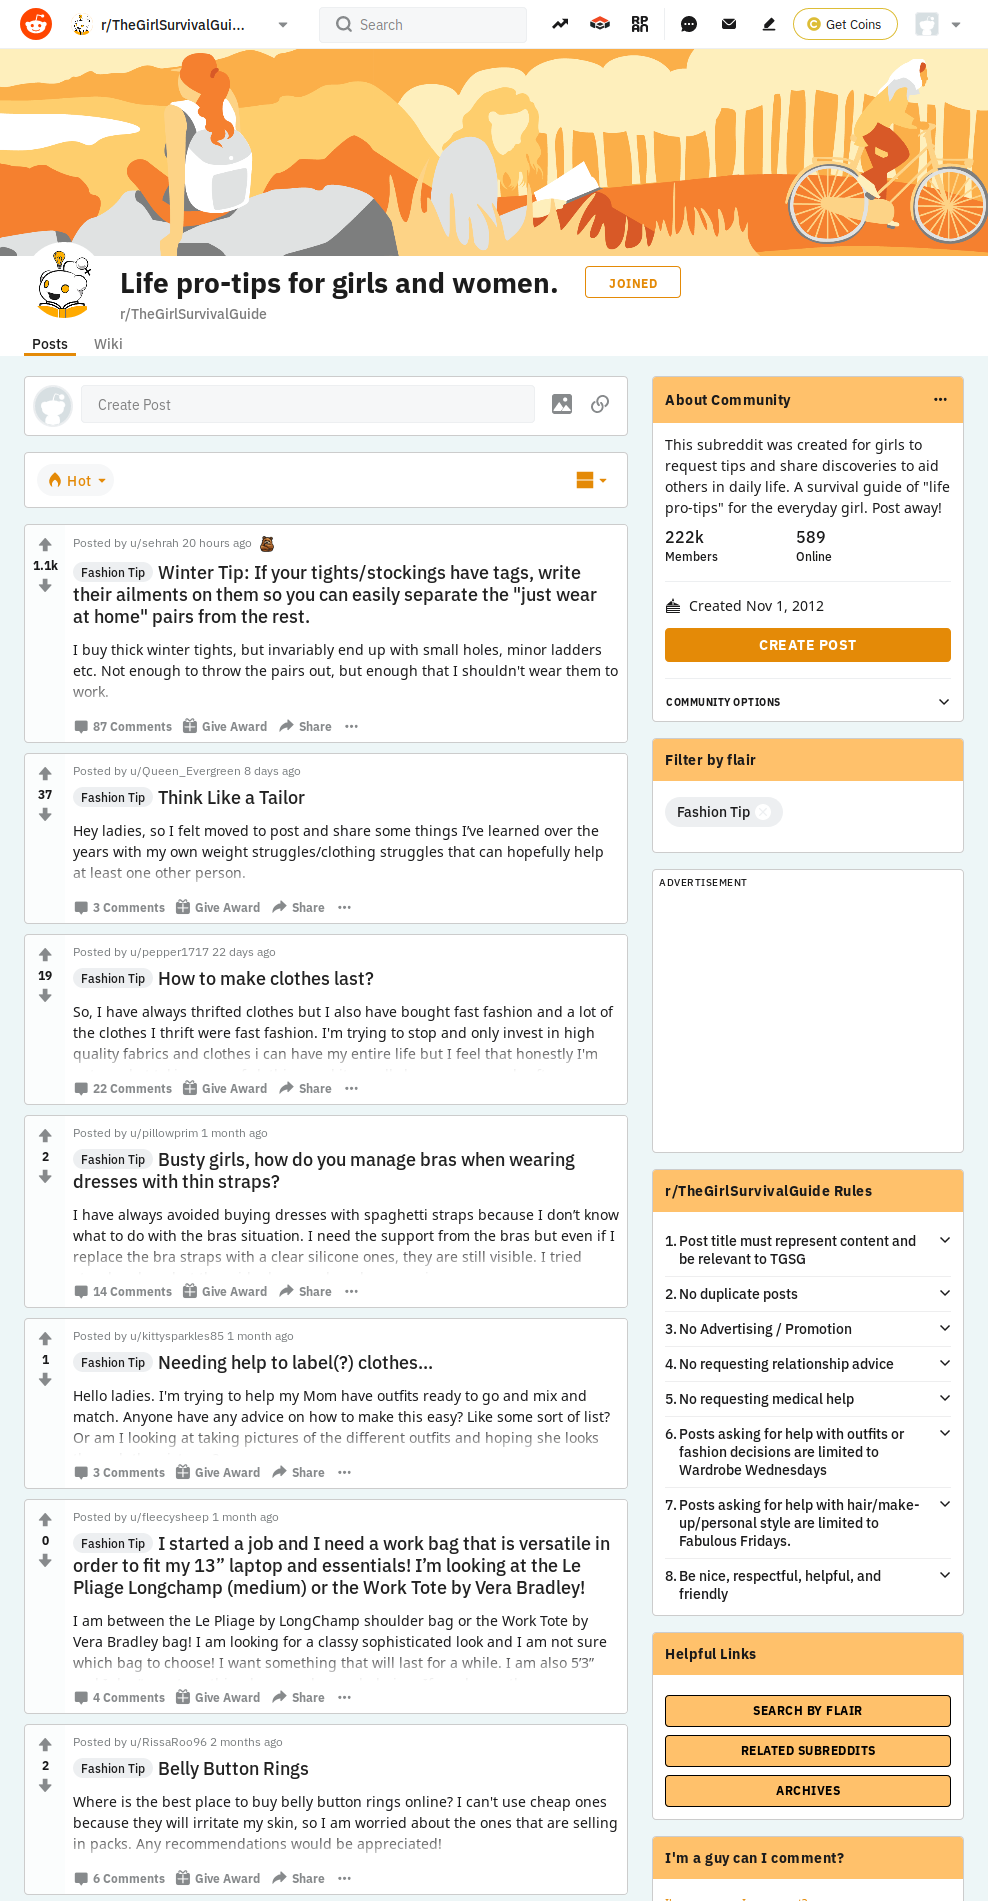 r/TheGirlSurvivalGui...
Search
Get Coins
Life pro-tips for girls and women.
JOINED
r/TheGirlSurvivalGuide
Posts
Wiki
Create Post
Hot
Posted by u/sehrah 20 hours ago
1.1k
Fashion Tip Winter Tip: If your tights/stockings have tags, write
their ailments on them so you can easily separate the "just wear
at home" pairs from the rest.
I buy thick winter tights, but invariably end up with small holes, minor ladders
etc. Not enough to throw the pairs out, but enough that I shouldn't wear them to
work.
87 Comments Give Award Share
Posted by u/Queen_Evergreen 8 days ago
37
Fashion Tip Think Like a Tailor
Hey ladies, so I felt moved to post and share some things I've learned over the
years with my own weight struggles/clothing struggles that can hopefully help
at least one other person.
3 Comments Give Award Share
Posted by u/pepper1717 22 days ago
19
Fashion Tip How to make clothes last?
So, I have always thrifted clothes but I also have bought fast fashion and a lot of
the clothes I thrift were fast fashion. I'm trying to stop and only invest in high
quality fabrics and clothes i can have my entire life but I feel that honestly I'm
22 Comments Give Award Share
Posted by u/pillowprim 1 month ago
2
Fashion Tip Busty girls, how do you manage bras when wearing
dresses with thin straps?
I have always avoided buying dresses with spaghetti straps because I don’t know
what to do with the bras situation. I need the support from the bras but even if I
replace the bra straps with a clear silicone ones, they are still visible. I tried
14 Comments Give Award Share
Posted by u/kittysparkles85 1 month ago
1
Fashion Tip Needing help to label(?) clothes...
Hello ladies. I'm trying to help my Mom have outfits ready to go and mix and
match. Anyone have any advice on how to make this easy? Like some sort of list?
Or am I looking at taking pictures of the different outfits and hoping she looks
3 Comments Give Award Share
Posted by u/fleecysheep 1 month ago
0
Fashion Tip I started a job and I need a work bag that is versatile in
order to fit my 13” laptop and essentials! I’m looking at the Le
Pliage Longchamp (medium) or the Work Tote by Vera Bradley!
I am between the Le Pliage by LongChamp shoulder bag or the Work Tote by
Vera Bradley bag! I am looking for a classy sophisticated look and I am not sure
which bag to choose! I want something that will last for a while. I am also 5’3”
4 Comments Give Award Share
Posted by u/RissaRoo96 2 months ago
2
Fashion Tip Belly Button Rings
Where is the best place to buy belly button rings online? I can't use cheap ones
because they will irritate my skin, so I am worried about the ones that are selling
in packs. Any recommendations would be appreciated!
6 Comments Give Award Share
About Community
This subreddit was created for girls to
request tips and share discoveries to aid
others in daily life. A survival guide of "life
pro-tips" for the everyday girl. Post away!
222k 589
Members Online
Created Nov 1, 2012
CREATE POST
COMMUNITY OPTIONS
Filter by flair
Fashion Tip
ADVERTISEMENT
r/TheGirlSurvivalGuide Rules
1. Post title must represent content and
be relevant to TGSG
2. No duplicate posts
3. No Advertising / Promotion
4. No requesting relationship advice
5. No requesting medical help
6. Posts asking for help with outfits or
fashion decisions are limited to
Wardrobe Wednesdays
7. Posts asking for help with hair/make-
up/personal style are limited to
Fabulous Fridays.
8. Be nice, respectful, helpful, and
friendly
Helpful Links
SEARCH BY FLAIR
RELATED SUBREDDITS
ARCHIVES
I'm a guy can I comment?